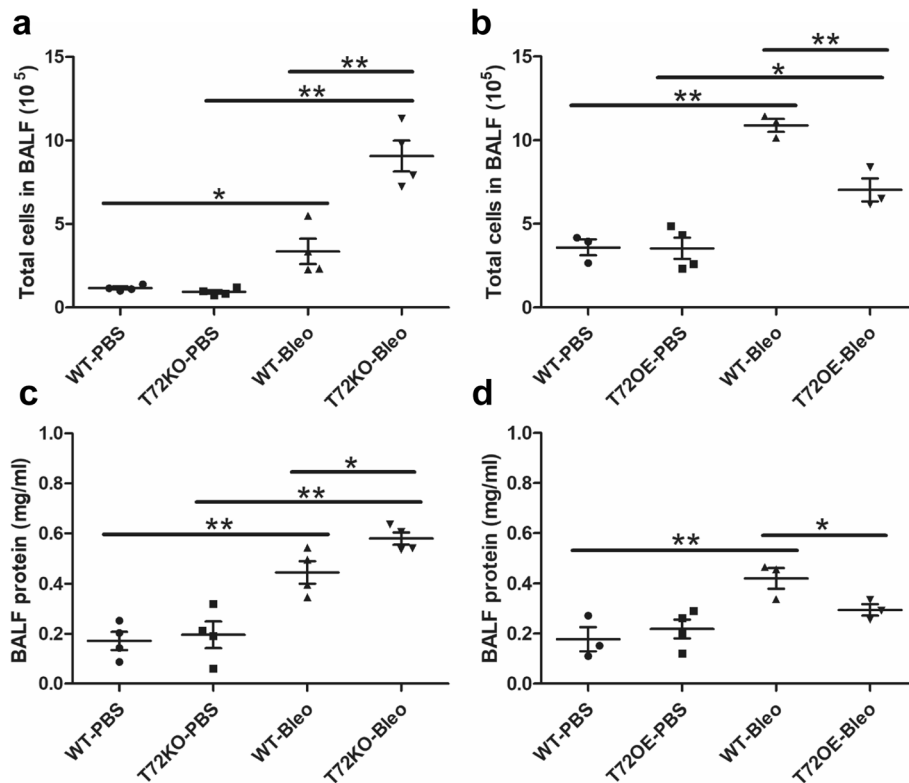 a
Total cells in BALF (10 5)
15
10
5
0
**
**
*
WT-PBS
T72KO-PBS
WT-Bleo
T72KO-Bleo
b
Total cells in BALF (10⁵)
15
10
5
0
**
*
**
WT-PBS
T72OE-PBS
WT-Bleo
T72OE-Bleo
c
BALF protein (mg/ml)
1.0
0.8
0.6
0.4
0.2
0.0
*
**
**
WT-PBS
T72KO-PBS
WT-Bleo
T72KO-Bleo
d
BALF protein (mg/ml)
1.0
0.8
0.6
0.4
0.2
0.0
**
*
WT-PBS
T72OE-PBS
WT-Bleo
T72OE-Bleo